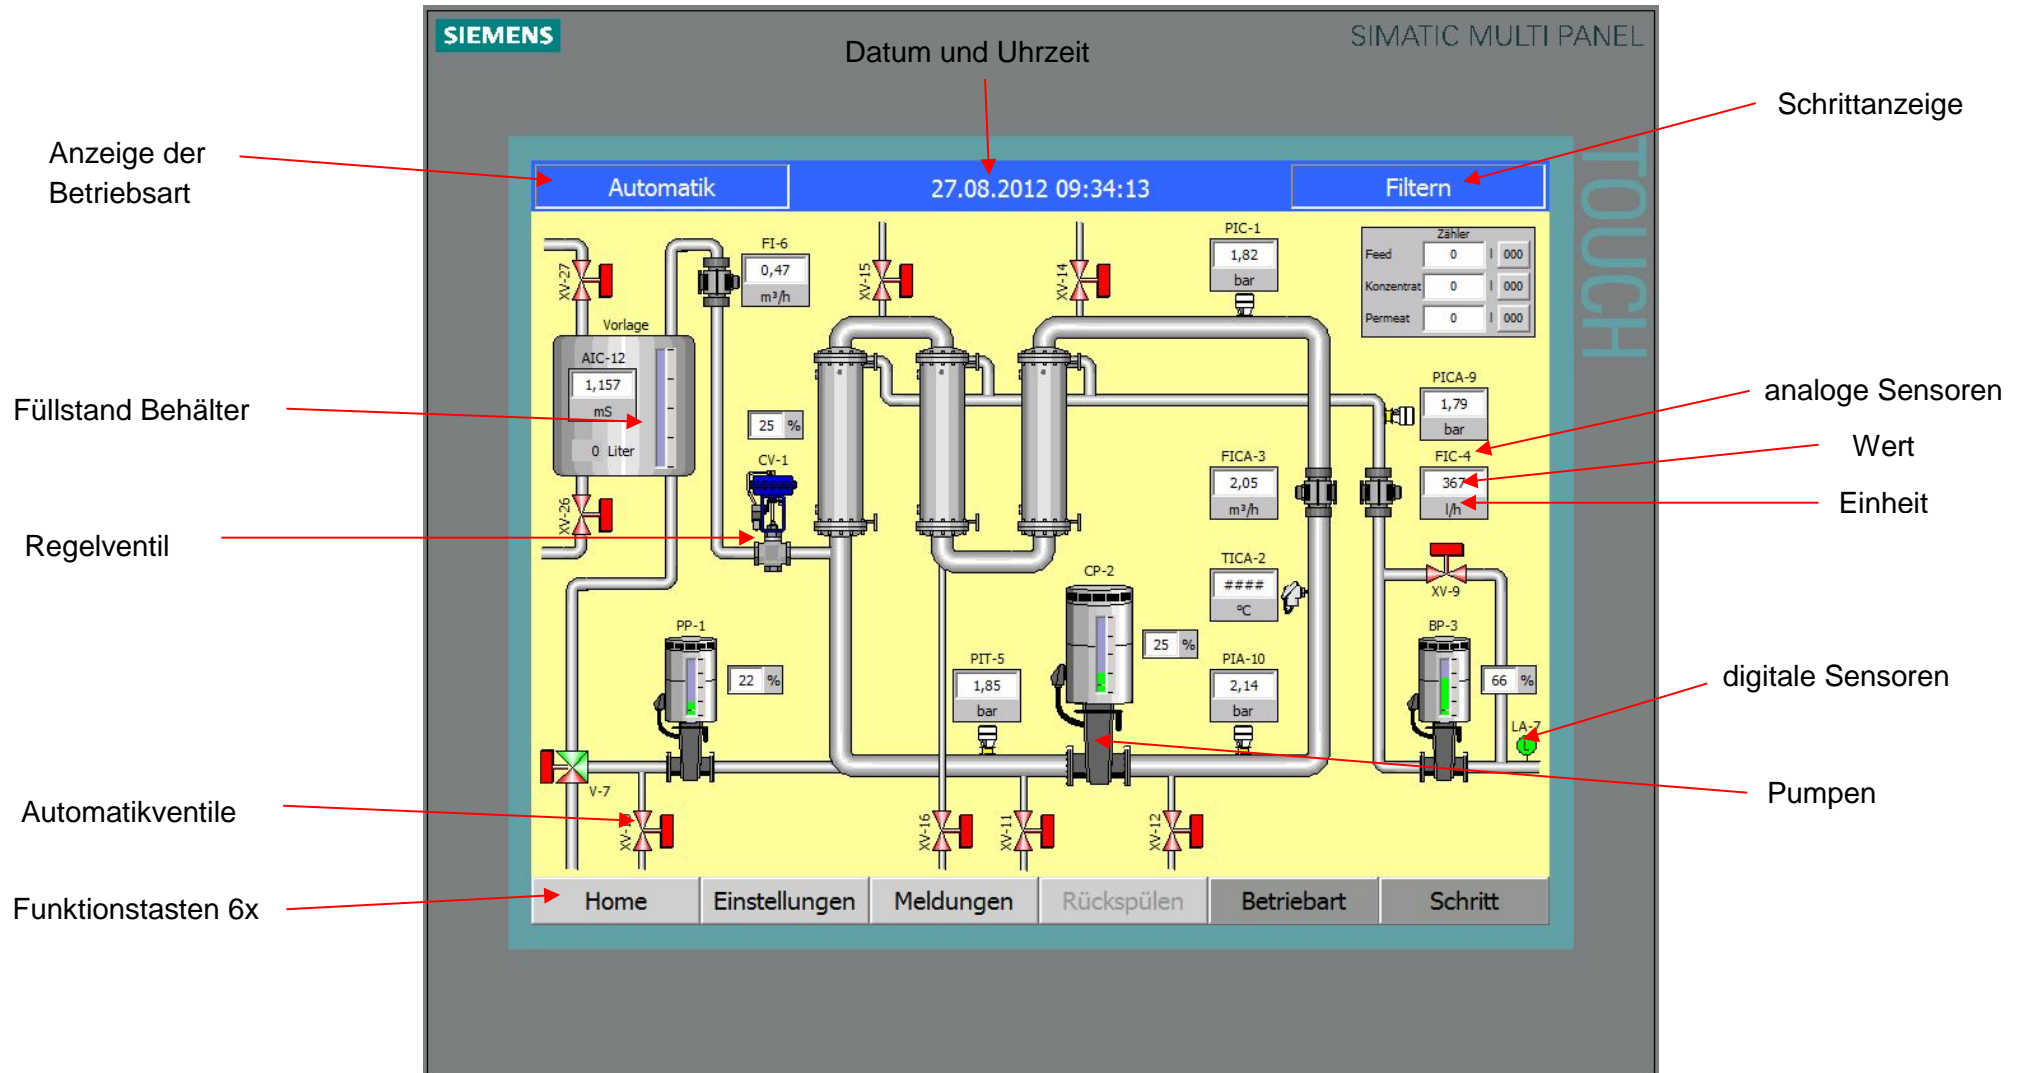 SIEMENS
SIMATIC MULTI PANEL
TOUCH
Datum und Uhrzeit
Schrittanzeige
Anzeige der
Betriebsart
Automatik
27.08.2012 09:34:13
Filtern
XV-27
FI-6
0,47
m³/h
XV-15
XV-14
PIC-1
1,82
bar
Zähler
Feed 0 l 000
Konzentrat 0 l 000
Permeat 0 l 000
Vorlage
AIC-12
1,157
mS
0 Liter
Füllstand Behälter
25 %
CV-1
PICA-9
1,79
bar
analoge Sensoren
FICA-3
2,05
m³/h
FIC-4
367
l/h
Wert
Einheit
XV-26
Regelventil
TICA-2
####
°C
XV-9
CP-2
25 %
PP-1
22 %
PIT-5
1,85
bar
PIA-10
2,14
bar
BP-3
66 %
LA-7
L
digitale Sensoren
V-7
Automatikventile
XV-16
XV-11
XV-12
Pumpen
Funktionstasten 6x
Home
Einstellungen
Meldungen
Rückspülen
Betriebart
Schritt